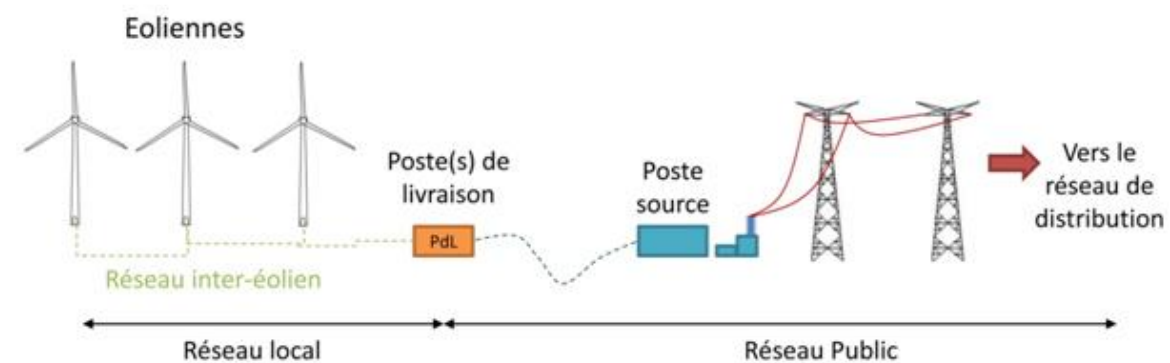 Eoliennes
Poste(s) de
livraison
PdL
Poste
source
Vers le
réseau de
distribution
Réseau inter-éolien
Réseau local
Réseau Public